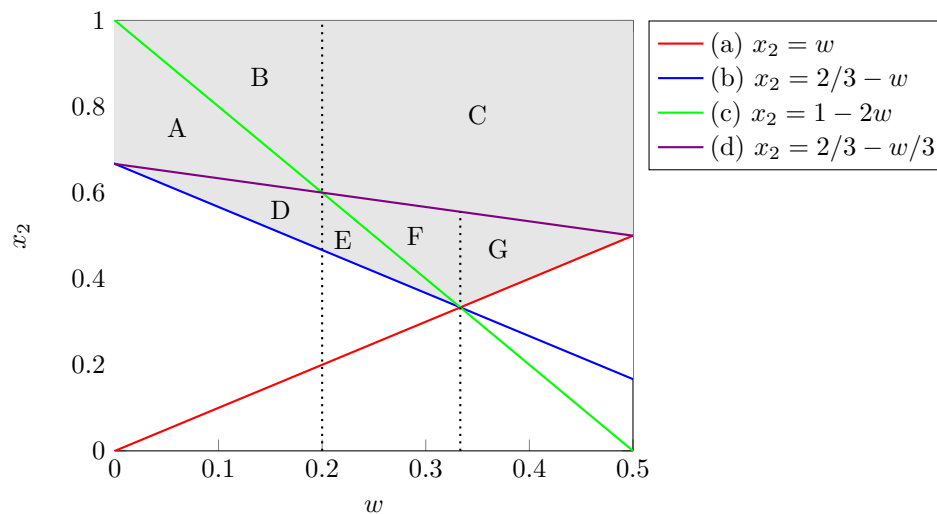 1
(a) x₂ = w
(b) x₂ = 2/3 − w
(c) x₂ = 1 − 2w
(d) x₂ = 2/3 − w/3
B
C
0.8
A
0.6
D
F
E
G
x₂
0.4
0.2
0
0 0.1 0.2 0.3 0.4 0.5
w